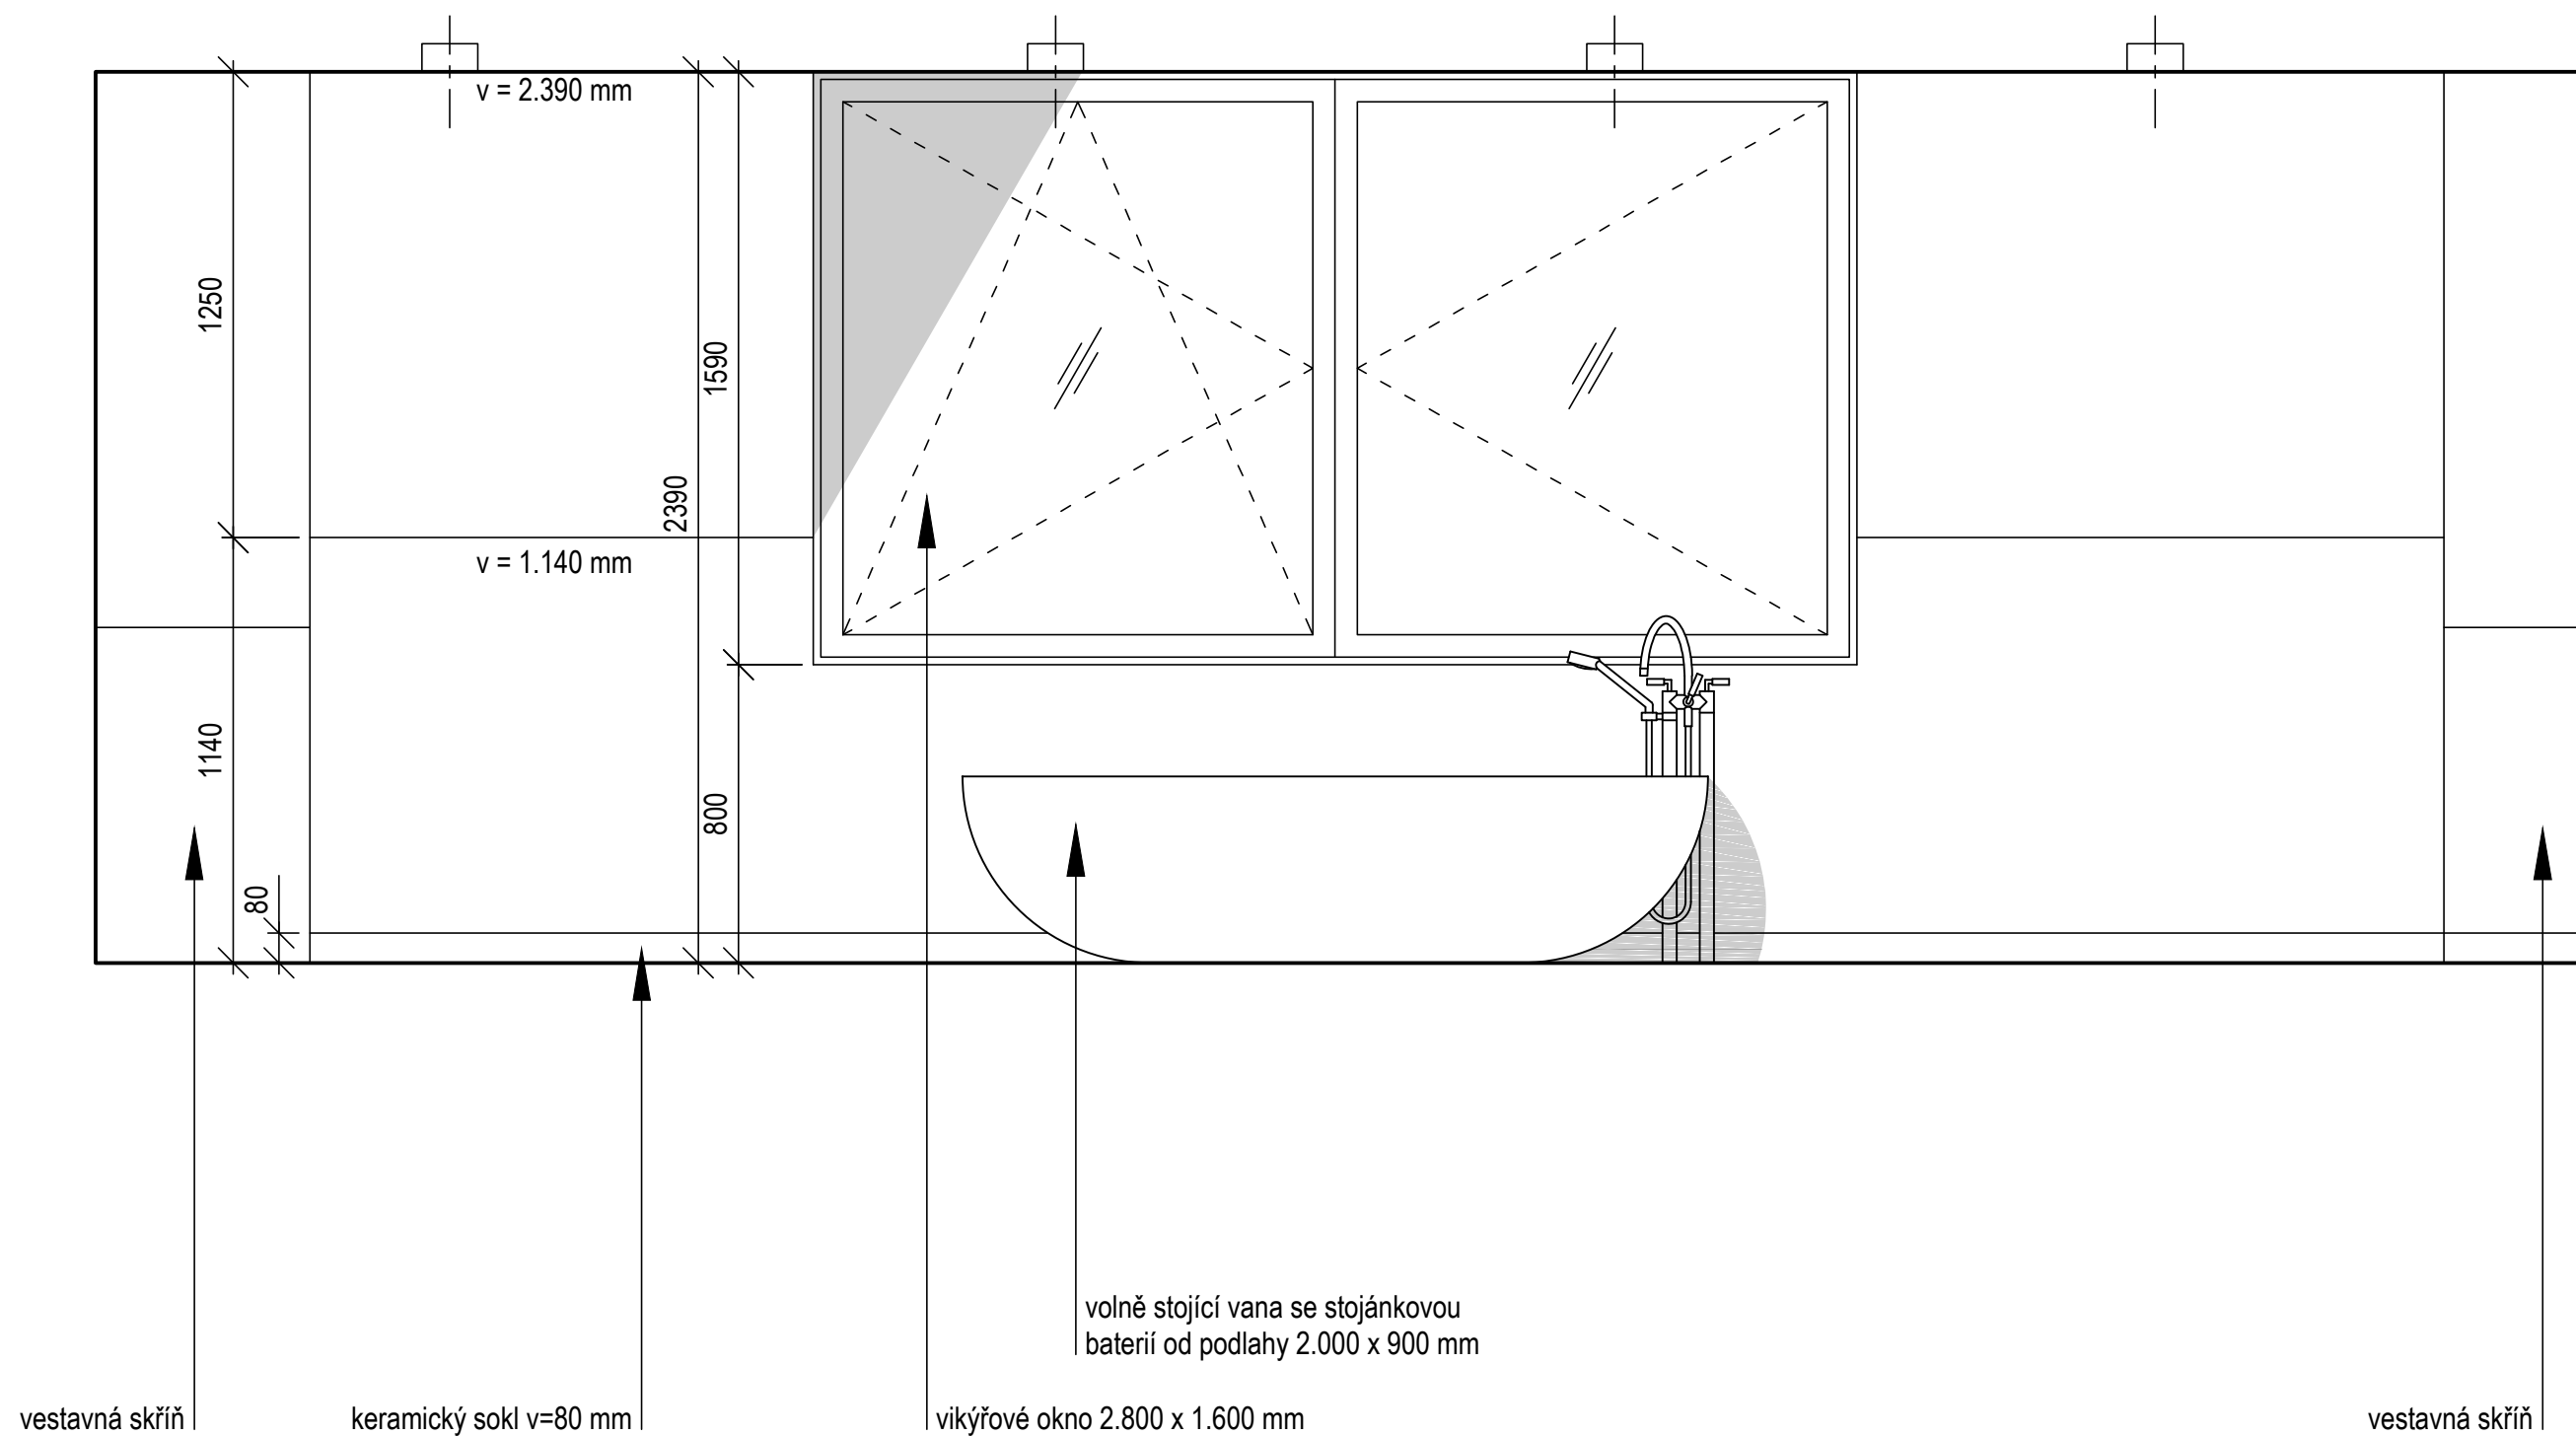 v = 2.390 mm
1250
1590
2390
v = 1.140 mm
1140
800
80
volně stojící vana se stojánkovou
baterií od podlahy 2.000 x 900 mm
vestavná skříň
keramický sokl v=80 mm
vikýřové okno 2.800 x 1.600 mm
vestavná skříň